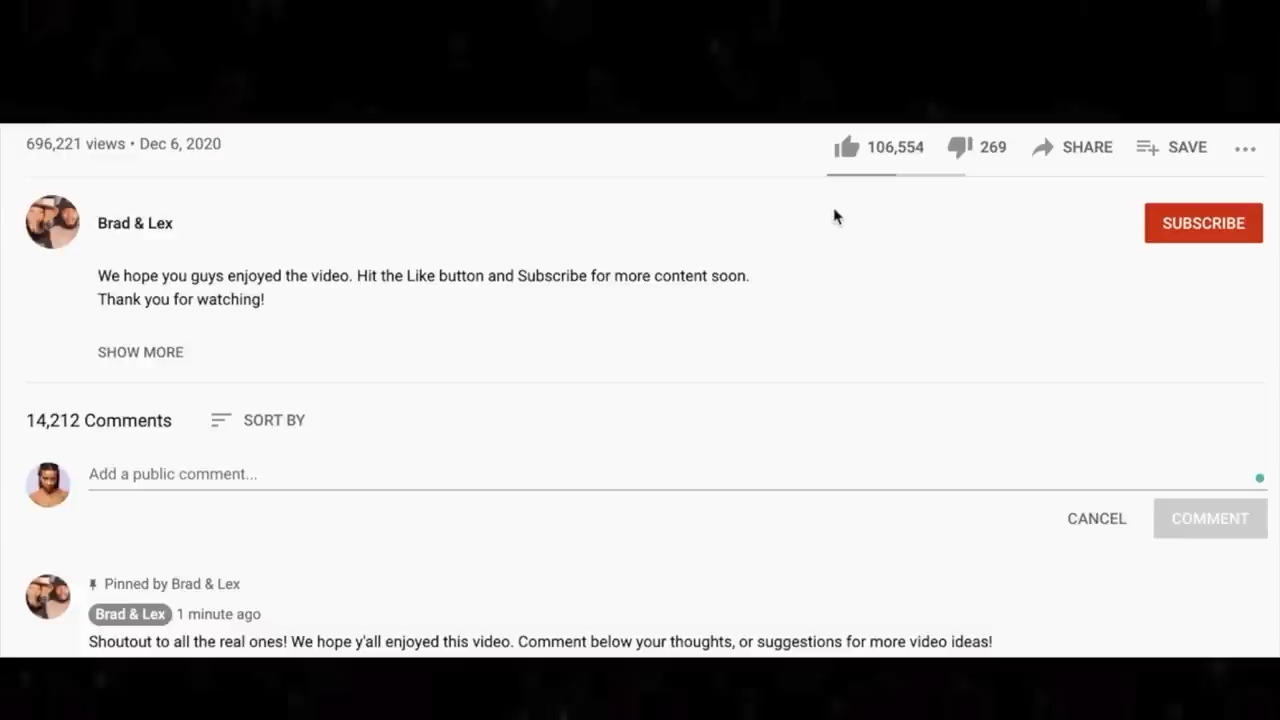 696,221 views • Dec 6, 2020
106,554
269
SHARE
SAVE
Brad & Lex
SUBSCRIBE
We hope you guys enjoyed the video. Hit the Like button and Subscribe for more content soon.
Thank you for watching!
SHOW MORE
14,212 Comments
SORT BY
Add a public comment...
CANCEL
COMMENT
Pinned by Brad & Lex
Brad & Lex 1 minute ago
Shoutout to all the real ones! We hope y'all enjoyed this video. Comment below your thoughts, or suggestions for more video ideas!